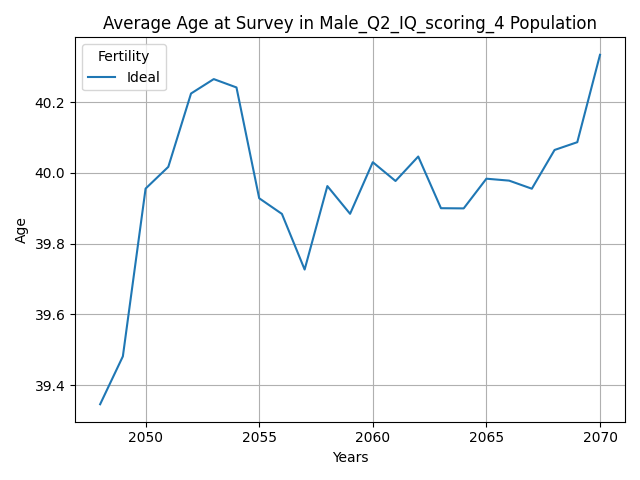 Average Age at Survey in Male_Q2_IQ_scoring_4 Population
Fertility
Ideal
Age
40.2
40.0
39.8
39.6
39.4
2050 2055 2060 2065 2070
Years